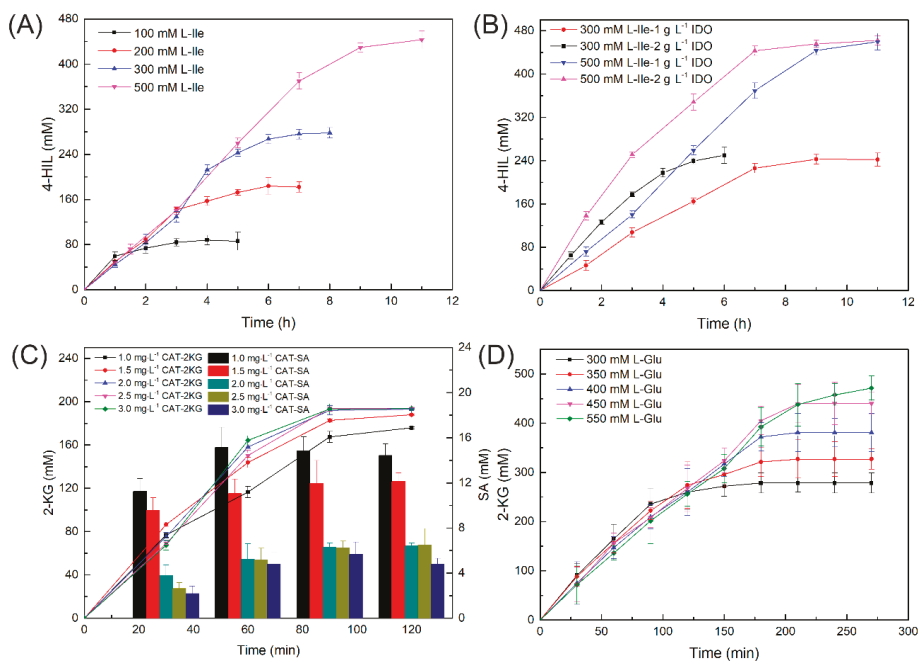 (A)
480
400
320
240
160
80
0
4-HIL (mM)
100 mM L-Ile
200 mM L-Ile
300 mM L-Ile
500 mM L-Ile
0 2 4 6 8 10 12
Time (h)
(B)
480
420
360
300
240
180
120
60
0
4-HIL (mM)
300 mM L-Ile-1 g L⁻¹ IDO
300 mM L-Ile-2 g L⁻¹ IDO
500 mM L-Ile-1 g L⁻¹ IDO
500 mM L-Ile-2 g L⁻¹ IDO
0 2 4 6 8 10 12
Time (h)
(C)
240
200
160
120
80
40
0
2-KG (mM)
1.0 mg·L⁻¹ CAT-2KG 1.0 mg·L⁻¹ CAT-SA
1.5 mg·L⁻¹ CAT-2KG 1.5 mg·L⁻¹ CAT-SA
2.0 mg·L⁻¹ CAT-2KG 2.0 mg·L⁻¹ CAT-SA
2.5 mg·L⁻¹ CAT-2KG 2.5 mg·L⁻¹ CAT-SA
3.0 mg·L⁻¹ CAT-2KG 3.0 mg·L⁻¹ CAT-SA
24
20
16
12
8
4
0
SA (mM)
0 20 40 60 80 100 120
Time (min)
(D)
500
400
300
200
100
0
2-KG (mM)
300 mM L-Glu
350 mM L-Glu
400 mM L-Glu
450 mM L-Glu
550 mM L-Glu
0 50 100 150 200 250 300
Time (min)